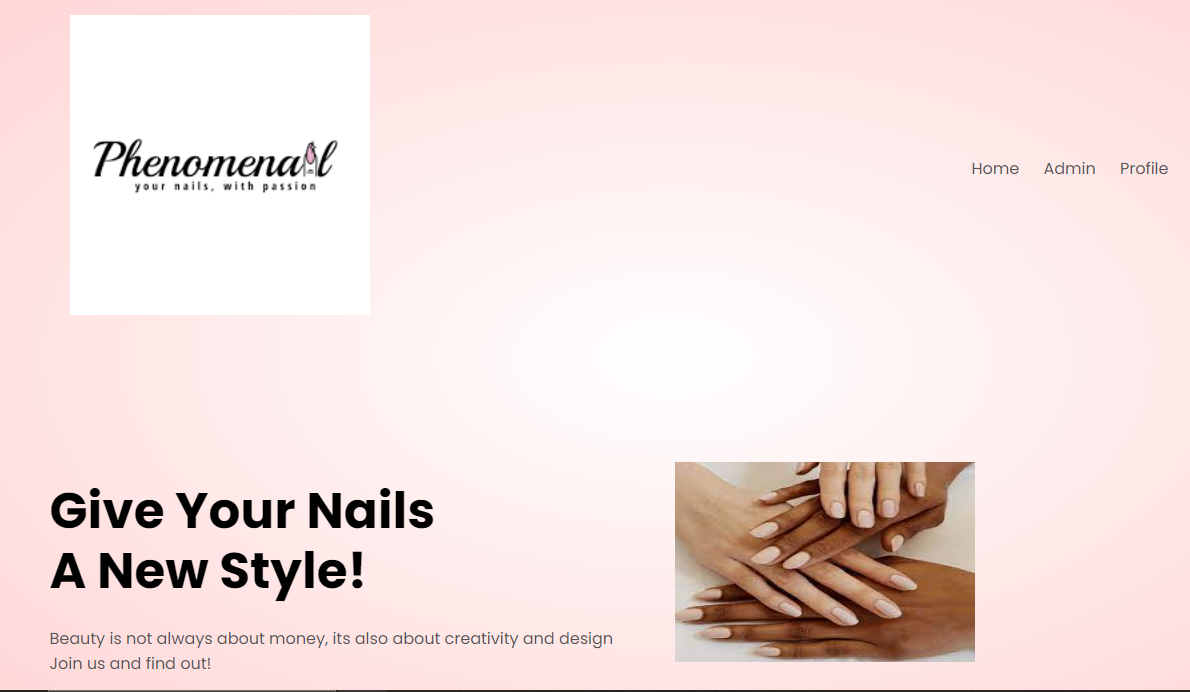 Phenomenail
your nails, with passion
Home Admin Profile
Give Your Nails
A New Style!
Beauty is not always about money, its also about creativity and design
Join us and find out!